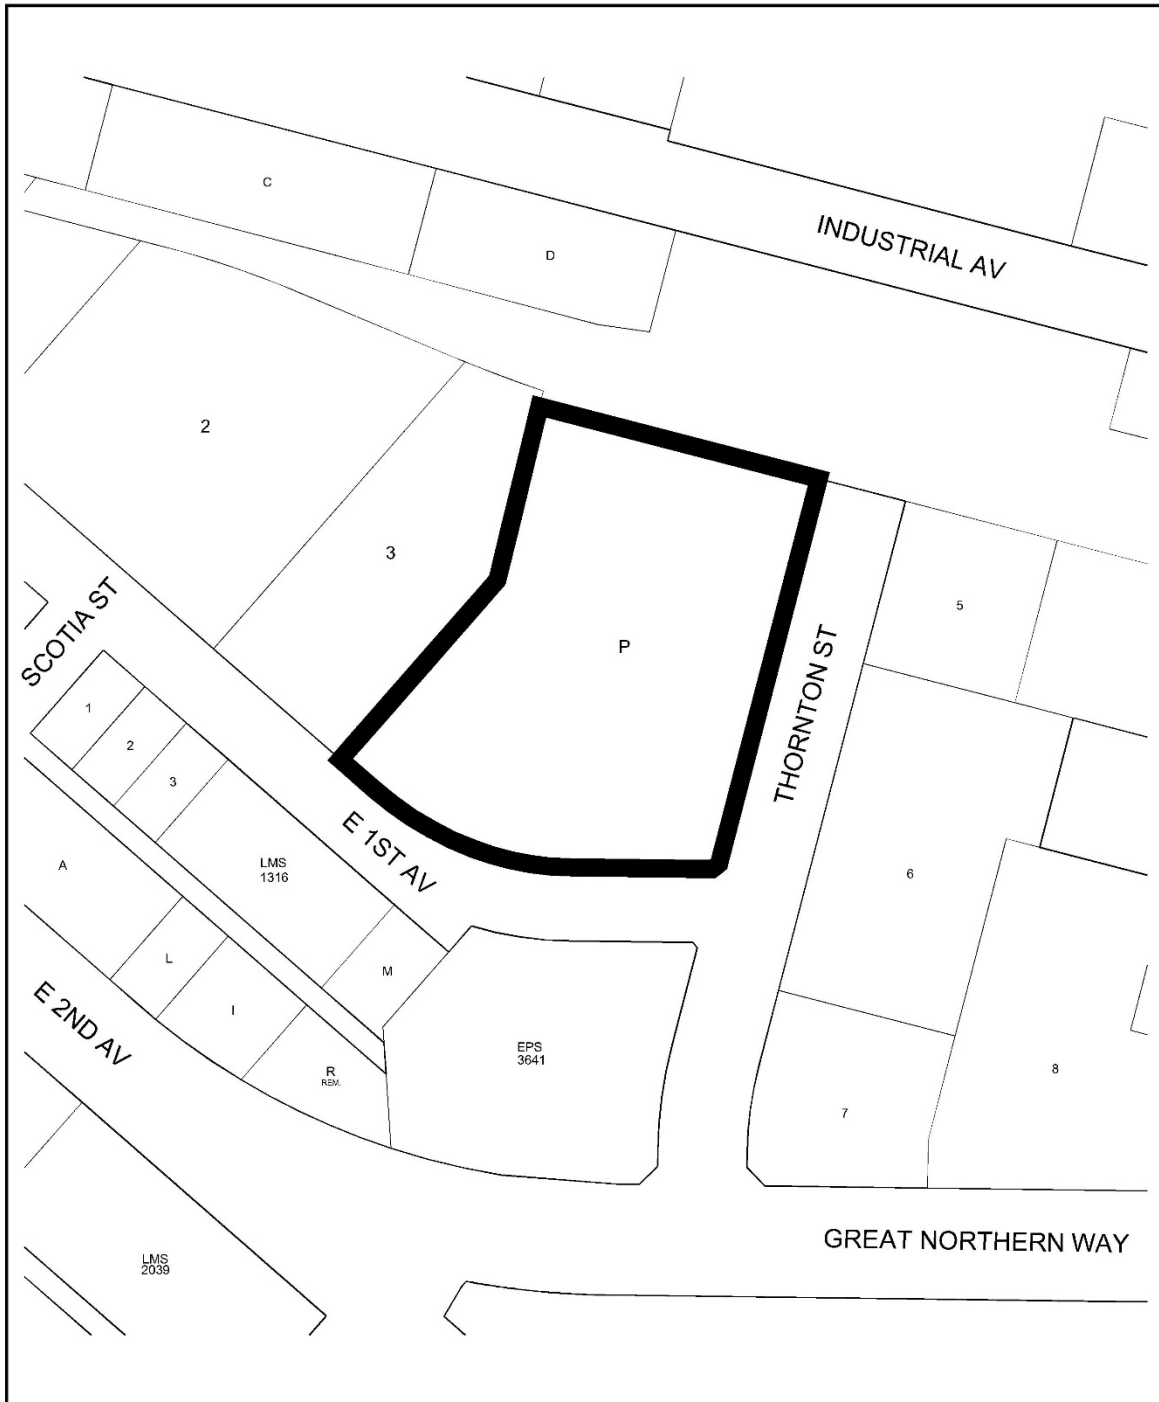 C
INDUSTRIAL AV
D
2
3
SCOTIA ST
5
P
THORNTON ST
1
2
3
E 1ST AV
A
LMS
1316
6
L
M
E 2ND AV
I
R
REM.
EPS
3641
8
7
GREAT NORTHERN WAY
LMS
2039